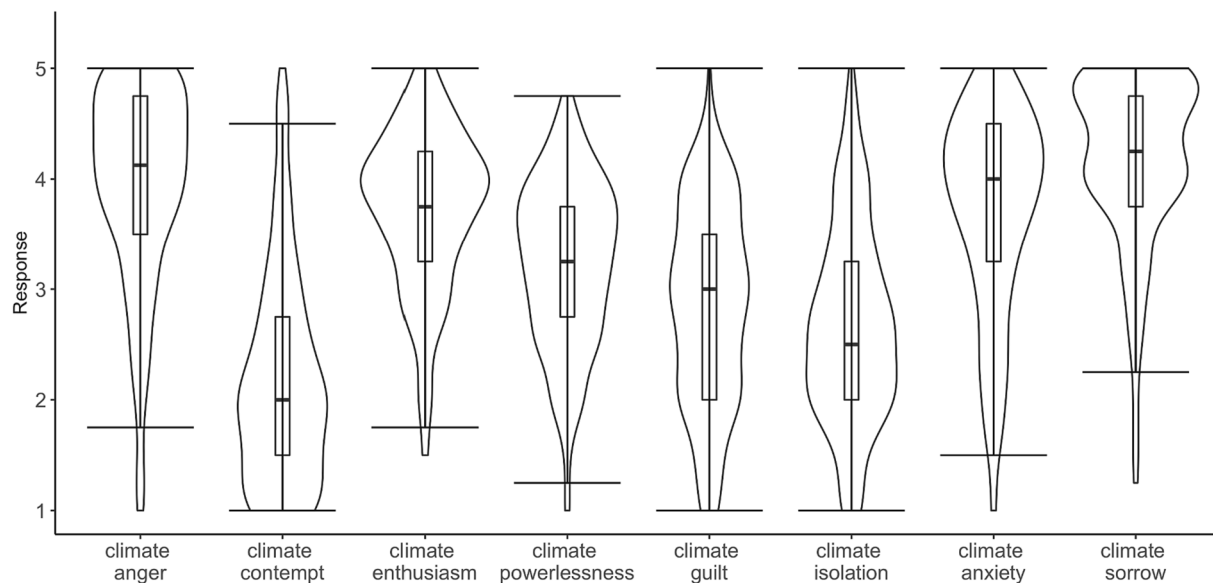 Response
5
4
3
2
1
climate anger
climate contempt
climate enthusiasm
climate powerlessness
climate guilt
climate isolation
climate anxiety
climate sorrow